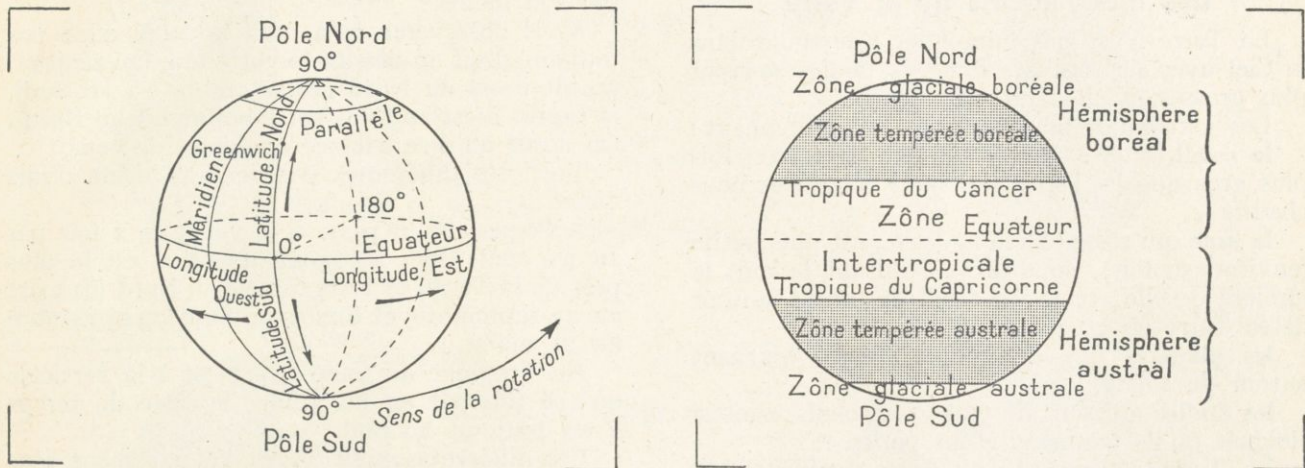 Pôle Nord
90°
Parallèle
Greenwich
Méridien
Latitude Nord
180°
0°
Equateur
Longitude Ouest
Longitude Est
Latitude Sud
90°
Sens de la rotation
Pôle Sud
Pôle Nord
Zône glaciale boréale
Zône tempérée boréale
Hémisphère
boréal
Tropique du Cancer
Zône Equateur
Intertropicale
Tropique du Capricorne
Zône tempérée australe
Hémisphère
austral
Zône glaciale australe
Pôle Sud